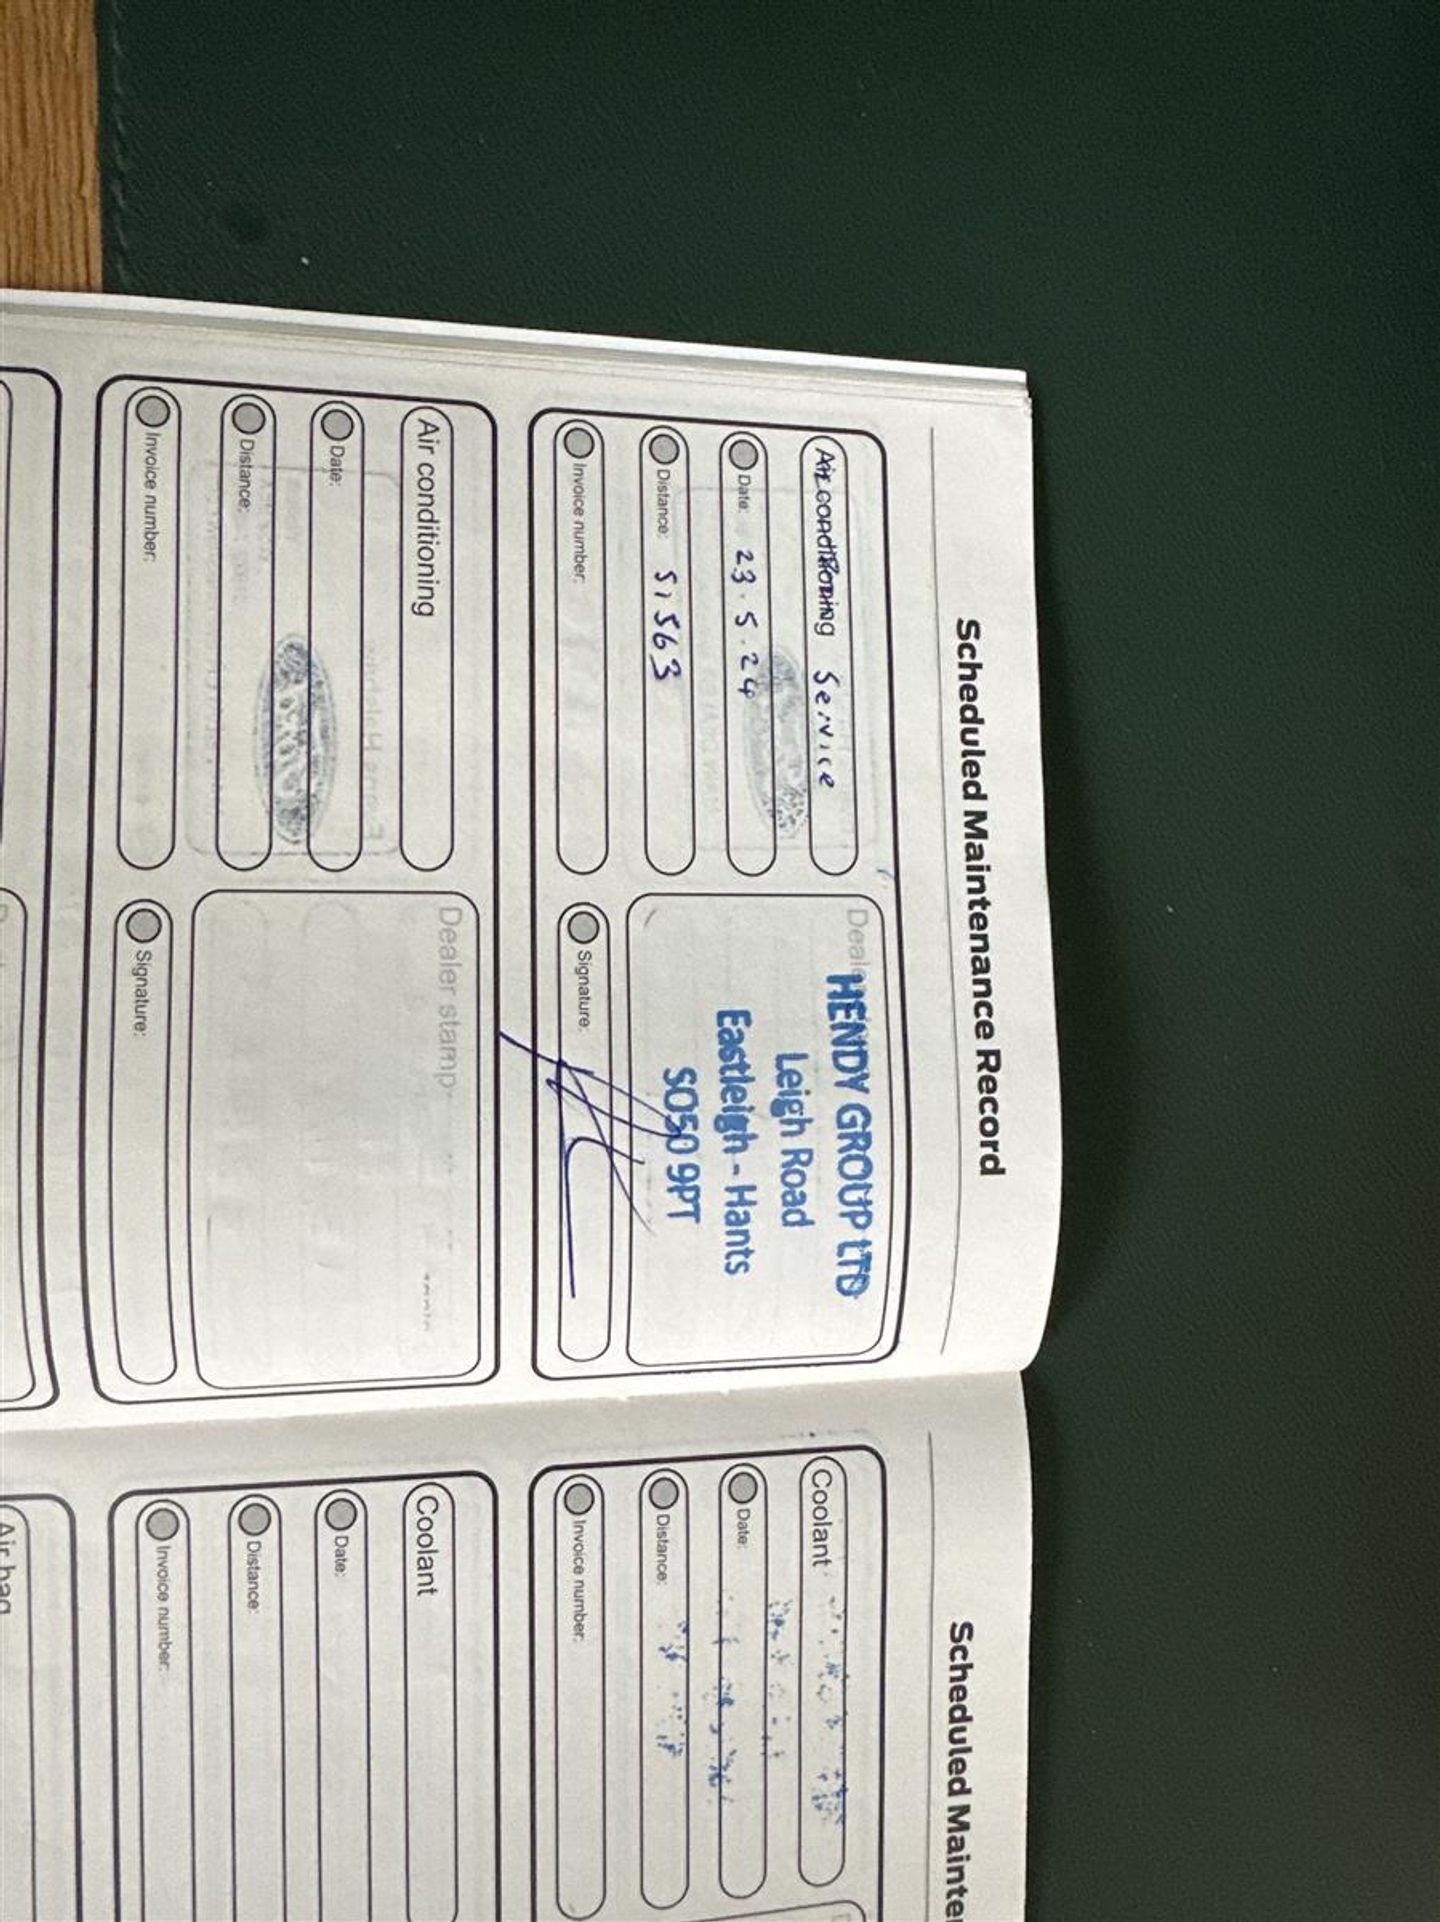 Scheduled Maintenance Record
Air conditioning Service
Date: 23.5.24
Distance: 51563
Invoice number:
Dealer
HENDY GROUP LTD
Leigh Road
Eastleigh - Hants
SO50 9PT
Signature:
Air conditioning
Date:
Distance:
Invoice number:
Dealer stamp
Signature:
Scheduled Mainte
Coolant
Date:
Distance:
Invoice number:
Coolant
Date:
Distance:
Invoice number:
Air bag